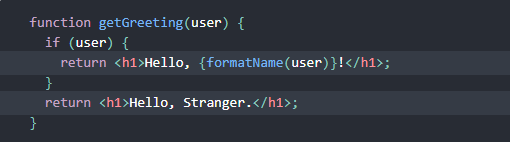 function getGreeting(user) {
  if (user) {
    return <h1>Hello, {formatName(user)}!</h1>;
  }
  return <h1>Hello, Stranger.</h1>;
}